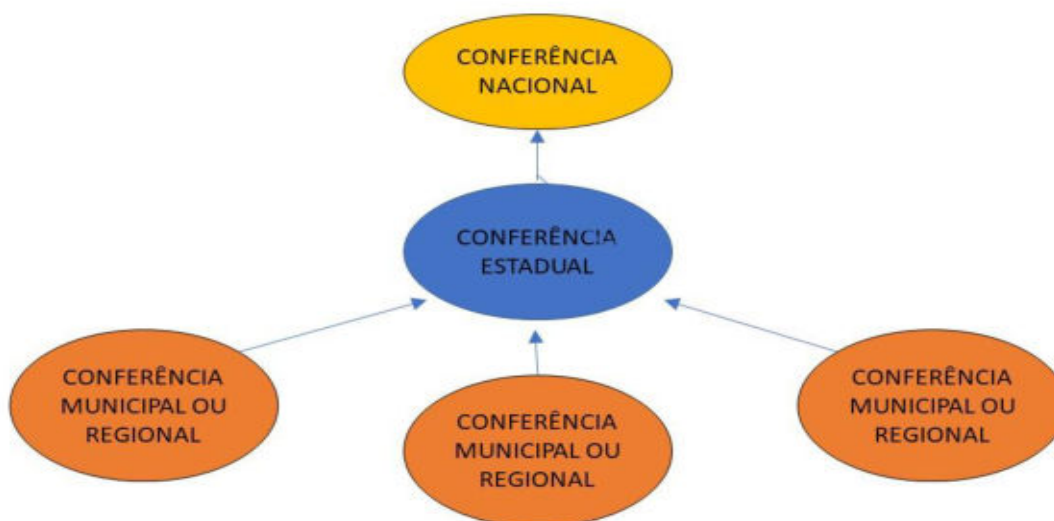 CONFERÊNCIA
NACIONAL
CONFERÊNCIA
ESTADUAL
CONFERÊNCIA
MUNICIPAL OU
REGIONAL
CONFERÊNCIA
MUNICIPAL OU
REGIONAL
CONFERÊNCIA
MUNICIPAL OU
REGIONAL